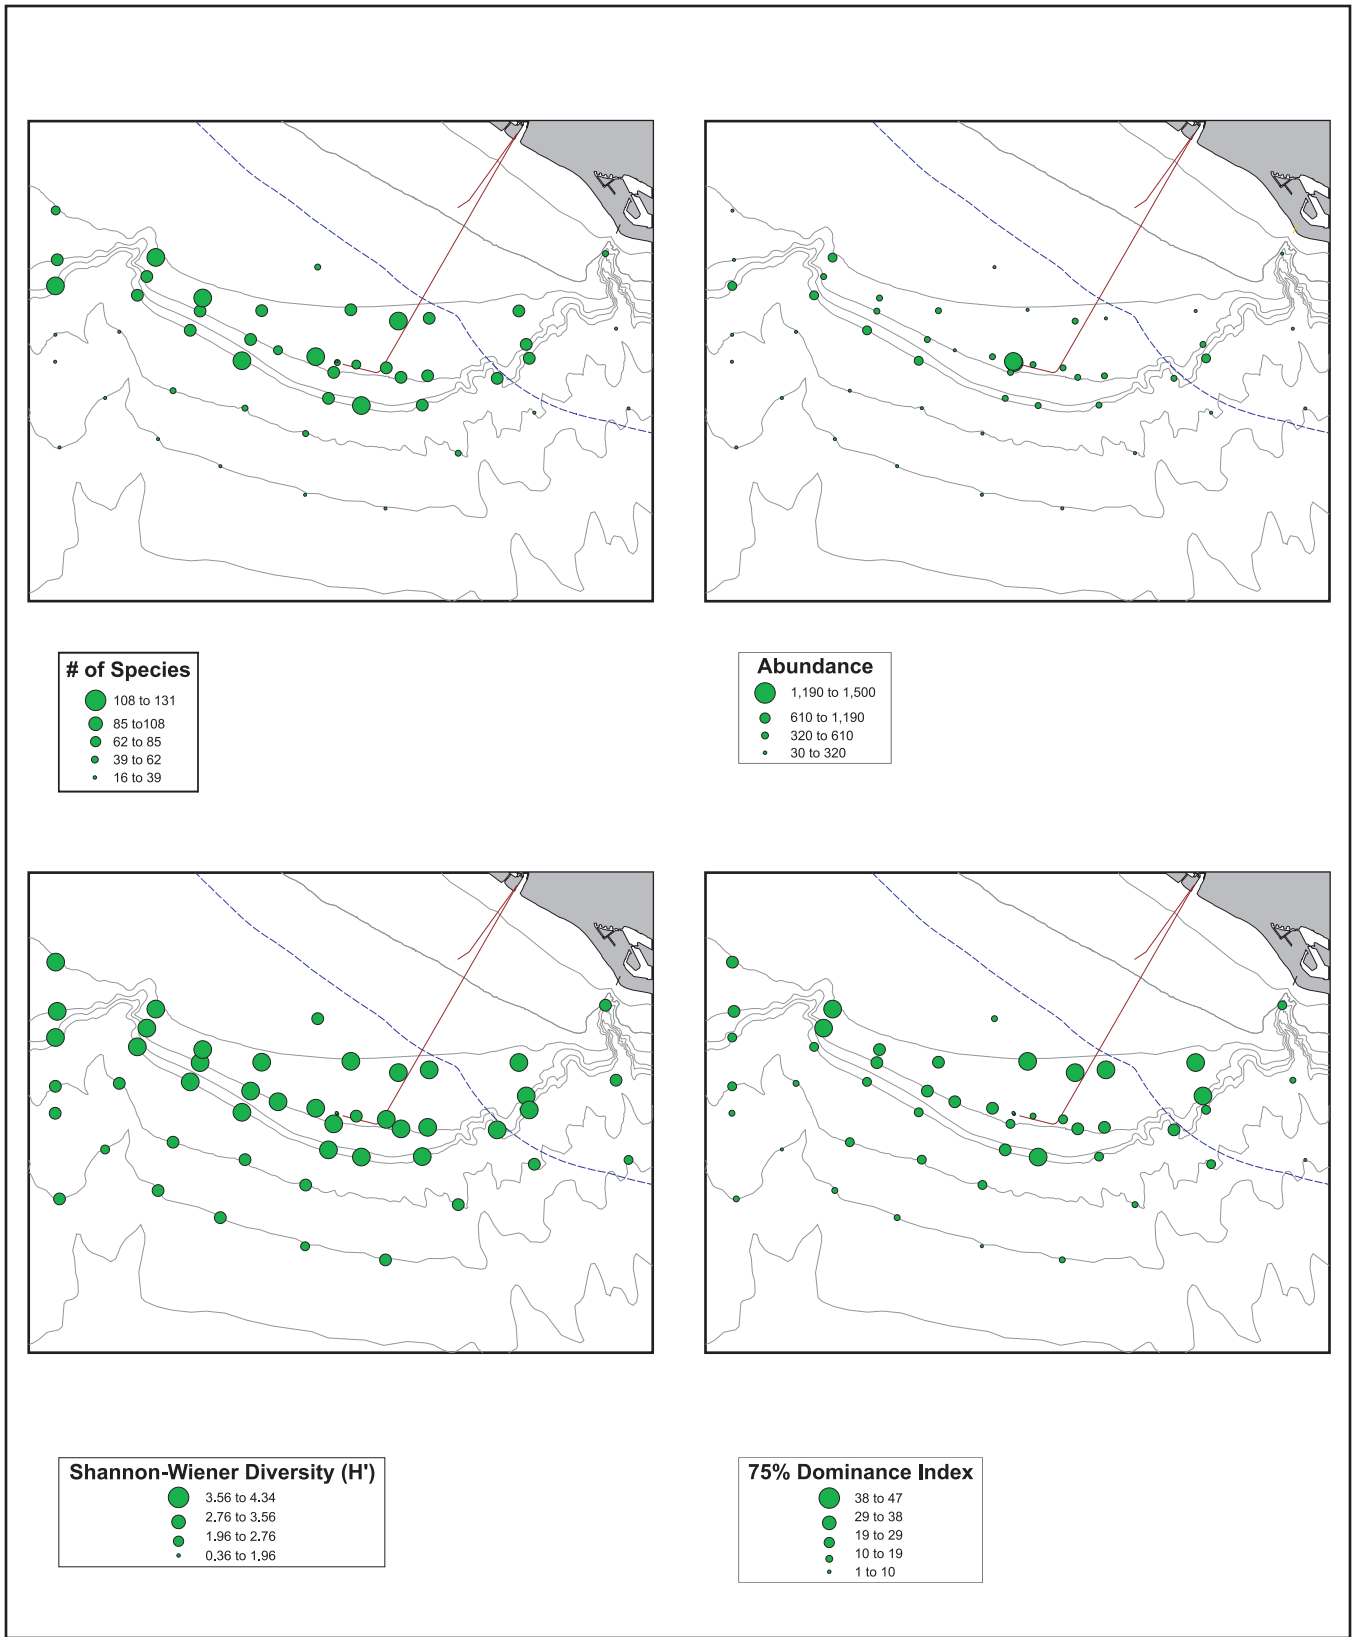 # of Species
108 to 131
85 to108
62 to 85
39 to 62
16 to 39
Abundance
1,190 to 1,500
610 to 1,190
320 to 610
30 to 320
Shannon-Wiener Diversity (H')
3.56 to 4.34
2.76 to 3.56
1.96 to 2.76
0.36 to 1.96
75% Dominance Index
38 to 47
29 to 38
19 to 29
10 to 19
1 to 10